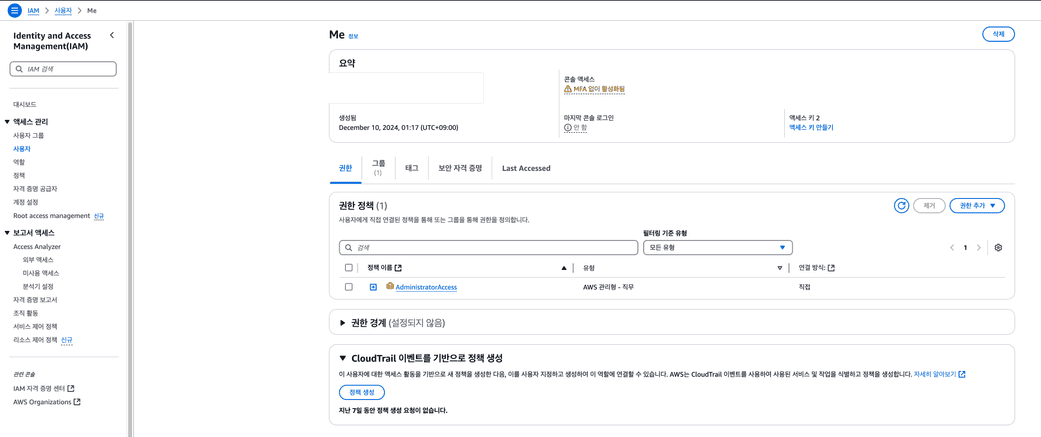 IAM > 사용자 > Me
Identity and Access
Management(IAM)
IAM 검색
대시보드
액세스 관리
사용자 그룹
사용자
역할
정책
자격 증명 공급자
계정 설정
Root access management 신규
보고서 액세스
Access Analyzer
외부 액세스
미사용 액세스
분석기 설정
자격 증명 보고서
조직 활동
서비스 제어 정책
리소스 제어 정책 신규
관련 콘솔
IAM 자격 증명 센터
AWS Organizations
Me 정보
삭제
요약
콘솔 액세스
MFA 없이 활성화됨
생성됨
December 10, 2024, 01:17 (UTC+09:00)
마지막 콘솔 로그인
안 함
액세스 키 2
액세스 키 만들기
권한
그룹
(1)
태그
보안 자격 증명
Last Accessed
권한 정책 (1)
제거
권한 추가
사용자에게 직접 연결된 정책을 통해 또는 그룹을 통해 권한을 정의합니다.
필터링 기준 유형
검색
모든 유형
1
정책 이름
유형
연결 방식:
AdministratorAccess
AWS 관리형 - 직무
직접
권한 경계 (설정되지 않음)
CloudTrail 이벤트를 기반으로 정책 생성
이 사용자에 대한 액세스 활동을 기반으로 새 정책을 생성한 다음, 이를 사용자 지정하고 생성하여 이 역할에 연결할 수 있습니다. AWS는 CloudTrail 이벤트를 사용하여 사용된 서비스 및 작업을 식별하고 정책을 생성합니다. 자세히 알아보기
정책 생성
지난 7일 동안 정책 생성 요청이 없습니다.